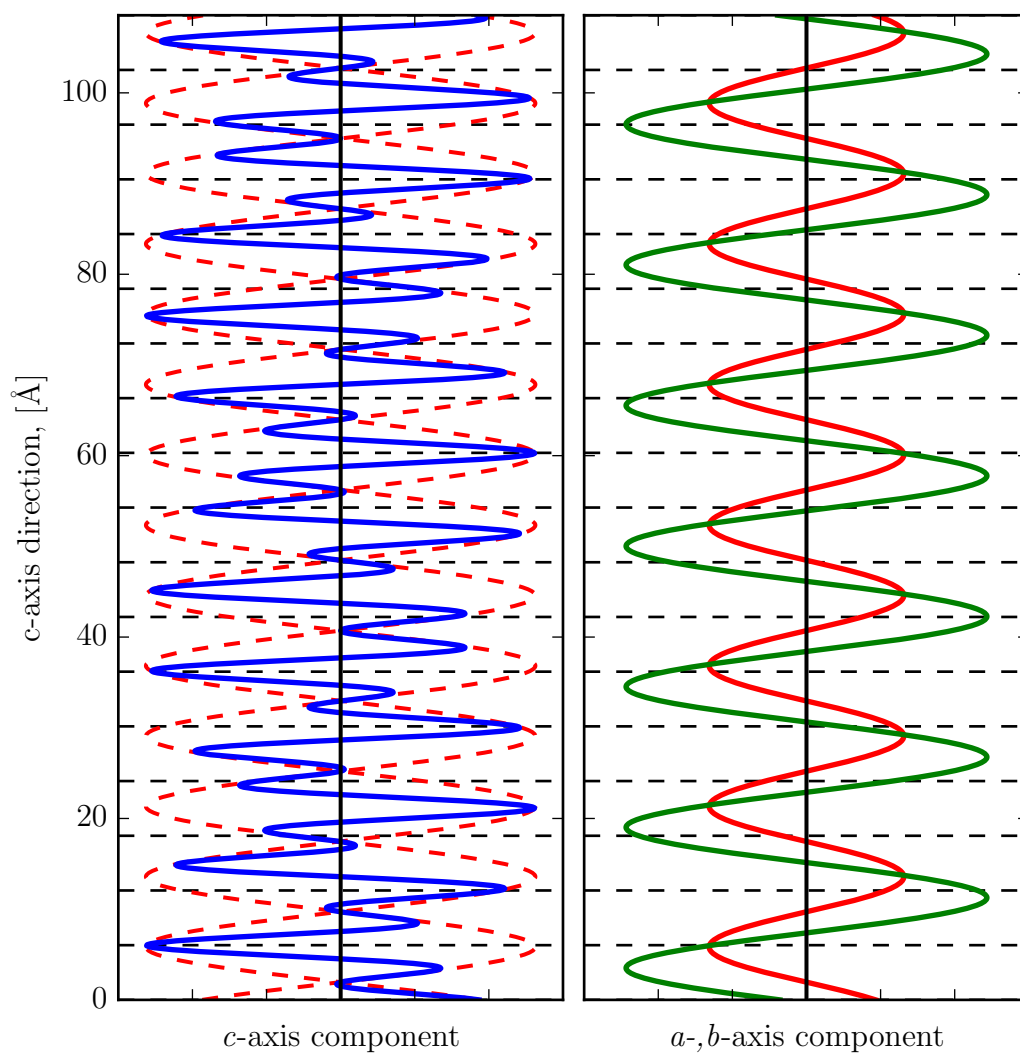 100
80
60
40
20
0
c-axis direction, [Å]
c-axis component
a-,b-axis component